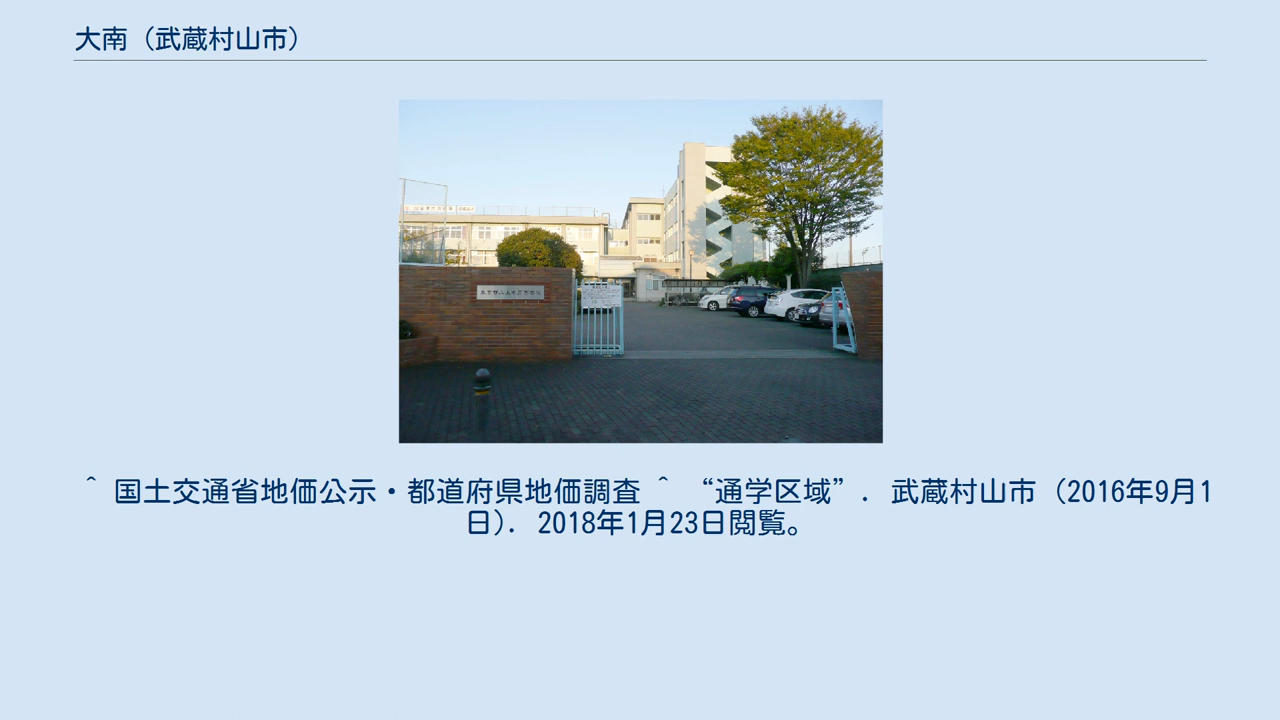 大南（武蔵村山市）
^ 国土交通省地価公示・都道府県地価調査 ^ “通学区域”. 武蔵村山市 (2016年9月1
日). 2018年1月23日閲覧。